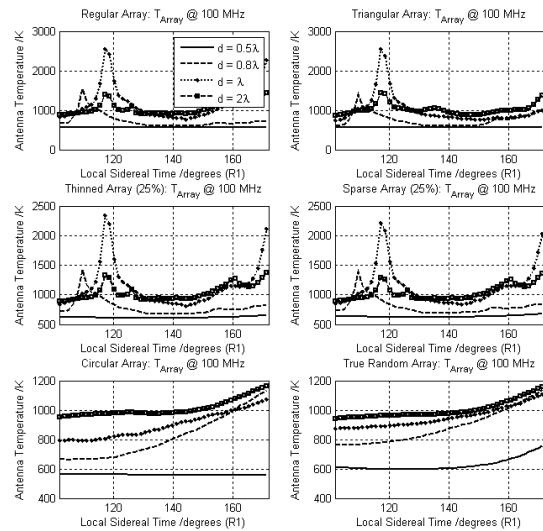 Regular Array: T_Array @ 100 MHz
3000
2000
1000
0
Antenna Temperature /K
120 140 160
Local Sidereal Time /degrees (R1)
d = 0.5λ
d = 0.8λ
d = λ
d = 2λ
Triangular Array: T_Array @ 100 MHz
3000
2000
1000
0
Antenna Temperature /K
120 140 160
Local Sidereal Time /degrees (R1)
Thinned Array (25%): T_Array @ 100 MHz
2500
2000
1500
1000
500
Antenna Temperature /K
120 140 160
Local Sidereal Time /degrees (R1)
Sparse Array (25%): T_Array @ 100 MHz
2500
2000
1500
1000
500
Antenna Temperature /K
120 140 160
Local Sidereal Time /degrees (R1)
Circular Array: T_Array @ 100 MHz
1200
1000
800
600
400
Antenna Temperature /K
120 140 160
Local Sidereal Time /degrees (R1)
True Random Array: T_Array @ 100 MHz
1200
1000
800
600
400
Antenna Temperature /K
120 140 160
Local Sidereal Time /degrees (R1)